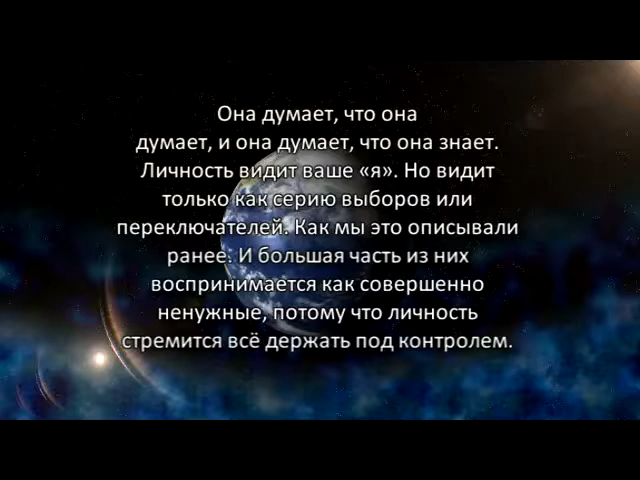 Она думает, что она
думает, и она думает, что она знает.
Личность видит ваше «я». Но видит
только как серию выборов или
переключателей. Как мы это описывали
ранее. И большая часть из них
воспринимается как совершенно
ненужные, потому что личность
стремится всё держать под контролем.